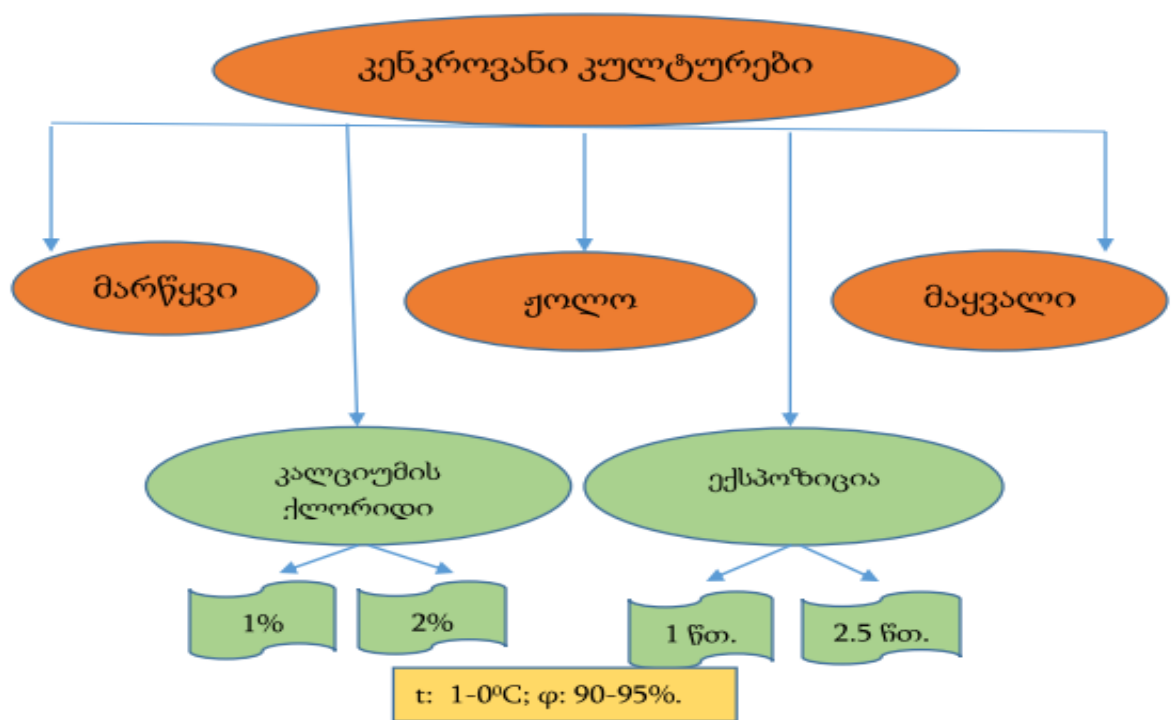 კენკროვანი კულტურები
მარწყვი
ჟოლო
მაყვალი
კალციუმის
ქლორიდი
ექსპოზიცია
1%
2%
1 წთ.
2.5 წთ.
t: 1-0⁰C; φ: 90-95%.